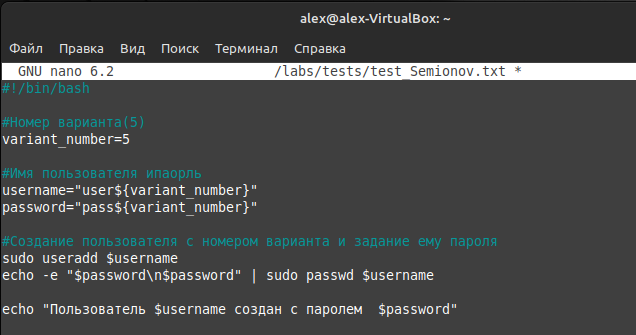 alex@alex-VirtualBox: ~
Файл Правка Вид Поиск Терминал Справка
GNU nano 6.2 /labs/tests/test_Semionov.txt *
#!/bin/bash
#Номер варианта(5)
variant_number=5
#Имя пользователя ипаорль
username="user${variant_number}"
password="pass${variant_number}"
#Создание пользователя с номером варианта и задание ему пароля
sudo useradd $username
echo -e "$password\n$password" | sudo passwd $username
echo "Пользователь $username создан с паролем  $password"